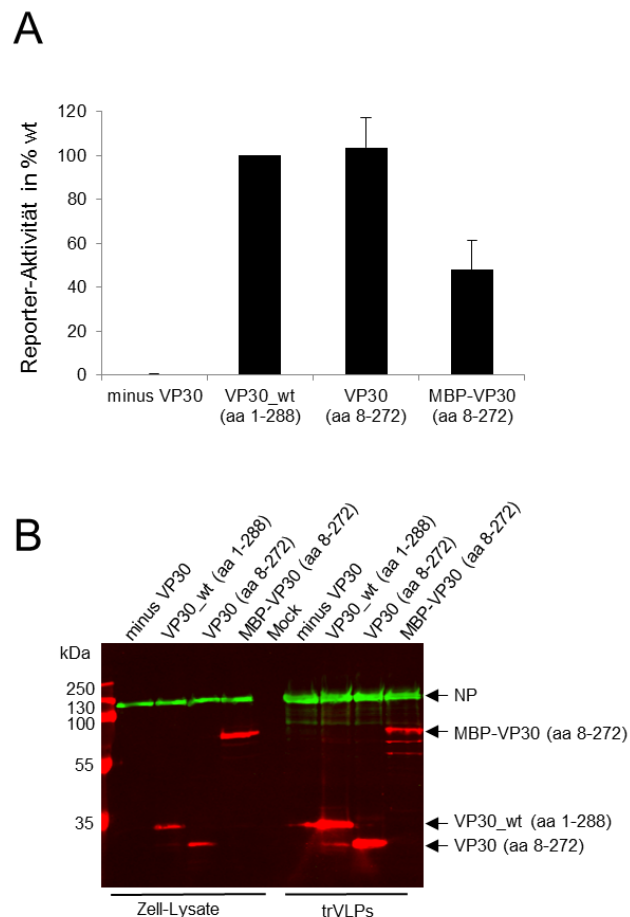 A
Reporter-Aktivität in % wt
120
100
80
60
40
20
0
minus VP30
VP30_wt
(aa 1-288)
VP30
(aa 8-272)
MBP-VP30
(aa 8-272)
B
minus VP30
VP30_wt (aa 1-288)
VP30 (aa 8-272)
MBP-VP30 (aa 8-272)
Mock
minus VP30
VP30_wt (aa 1-288)
VP30 (aa 8-272)
MBP-VP30 (aa 8-272)
kDa
250
130
100
55
35
NP
MBP-VP30 (aa 8-272)
VP30_wt (aa 1-288)
VP30 (aa 8-272)
Zell-Lysate
trVLPs